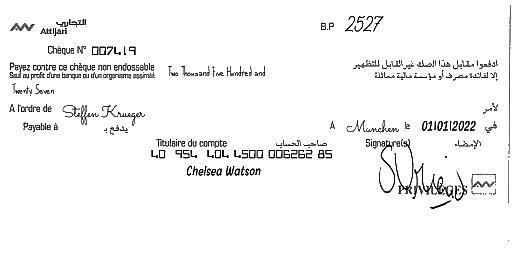 التجاري
Attijari
B.P 2527
Chèque N° 007419
Payez contre ce chèque non endossable
Sauf au profit d'une banque ou d'un organisme assimilé
Two Thousand Five Hundred and
ادفعوا مقابل هذا الصك غير القابل للتظهير
إلا لفائدة مصرف أو مؤسسة مالية مماثلة
Twenty Seven
A l'ordre de Steffen Krueger
لأمر
Payable à يدفع بـ
A Munchen le 01/01/2022 في
Titulaire du compte صاحب الحساب
Signature(s) الإمضاء
40 954 404 4500 006262 85
Chelsea Watson
PRIVILEGES